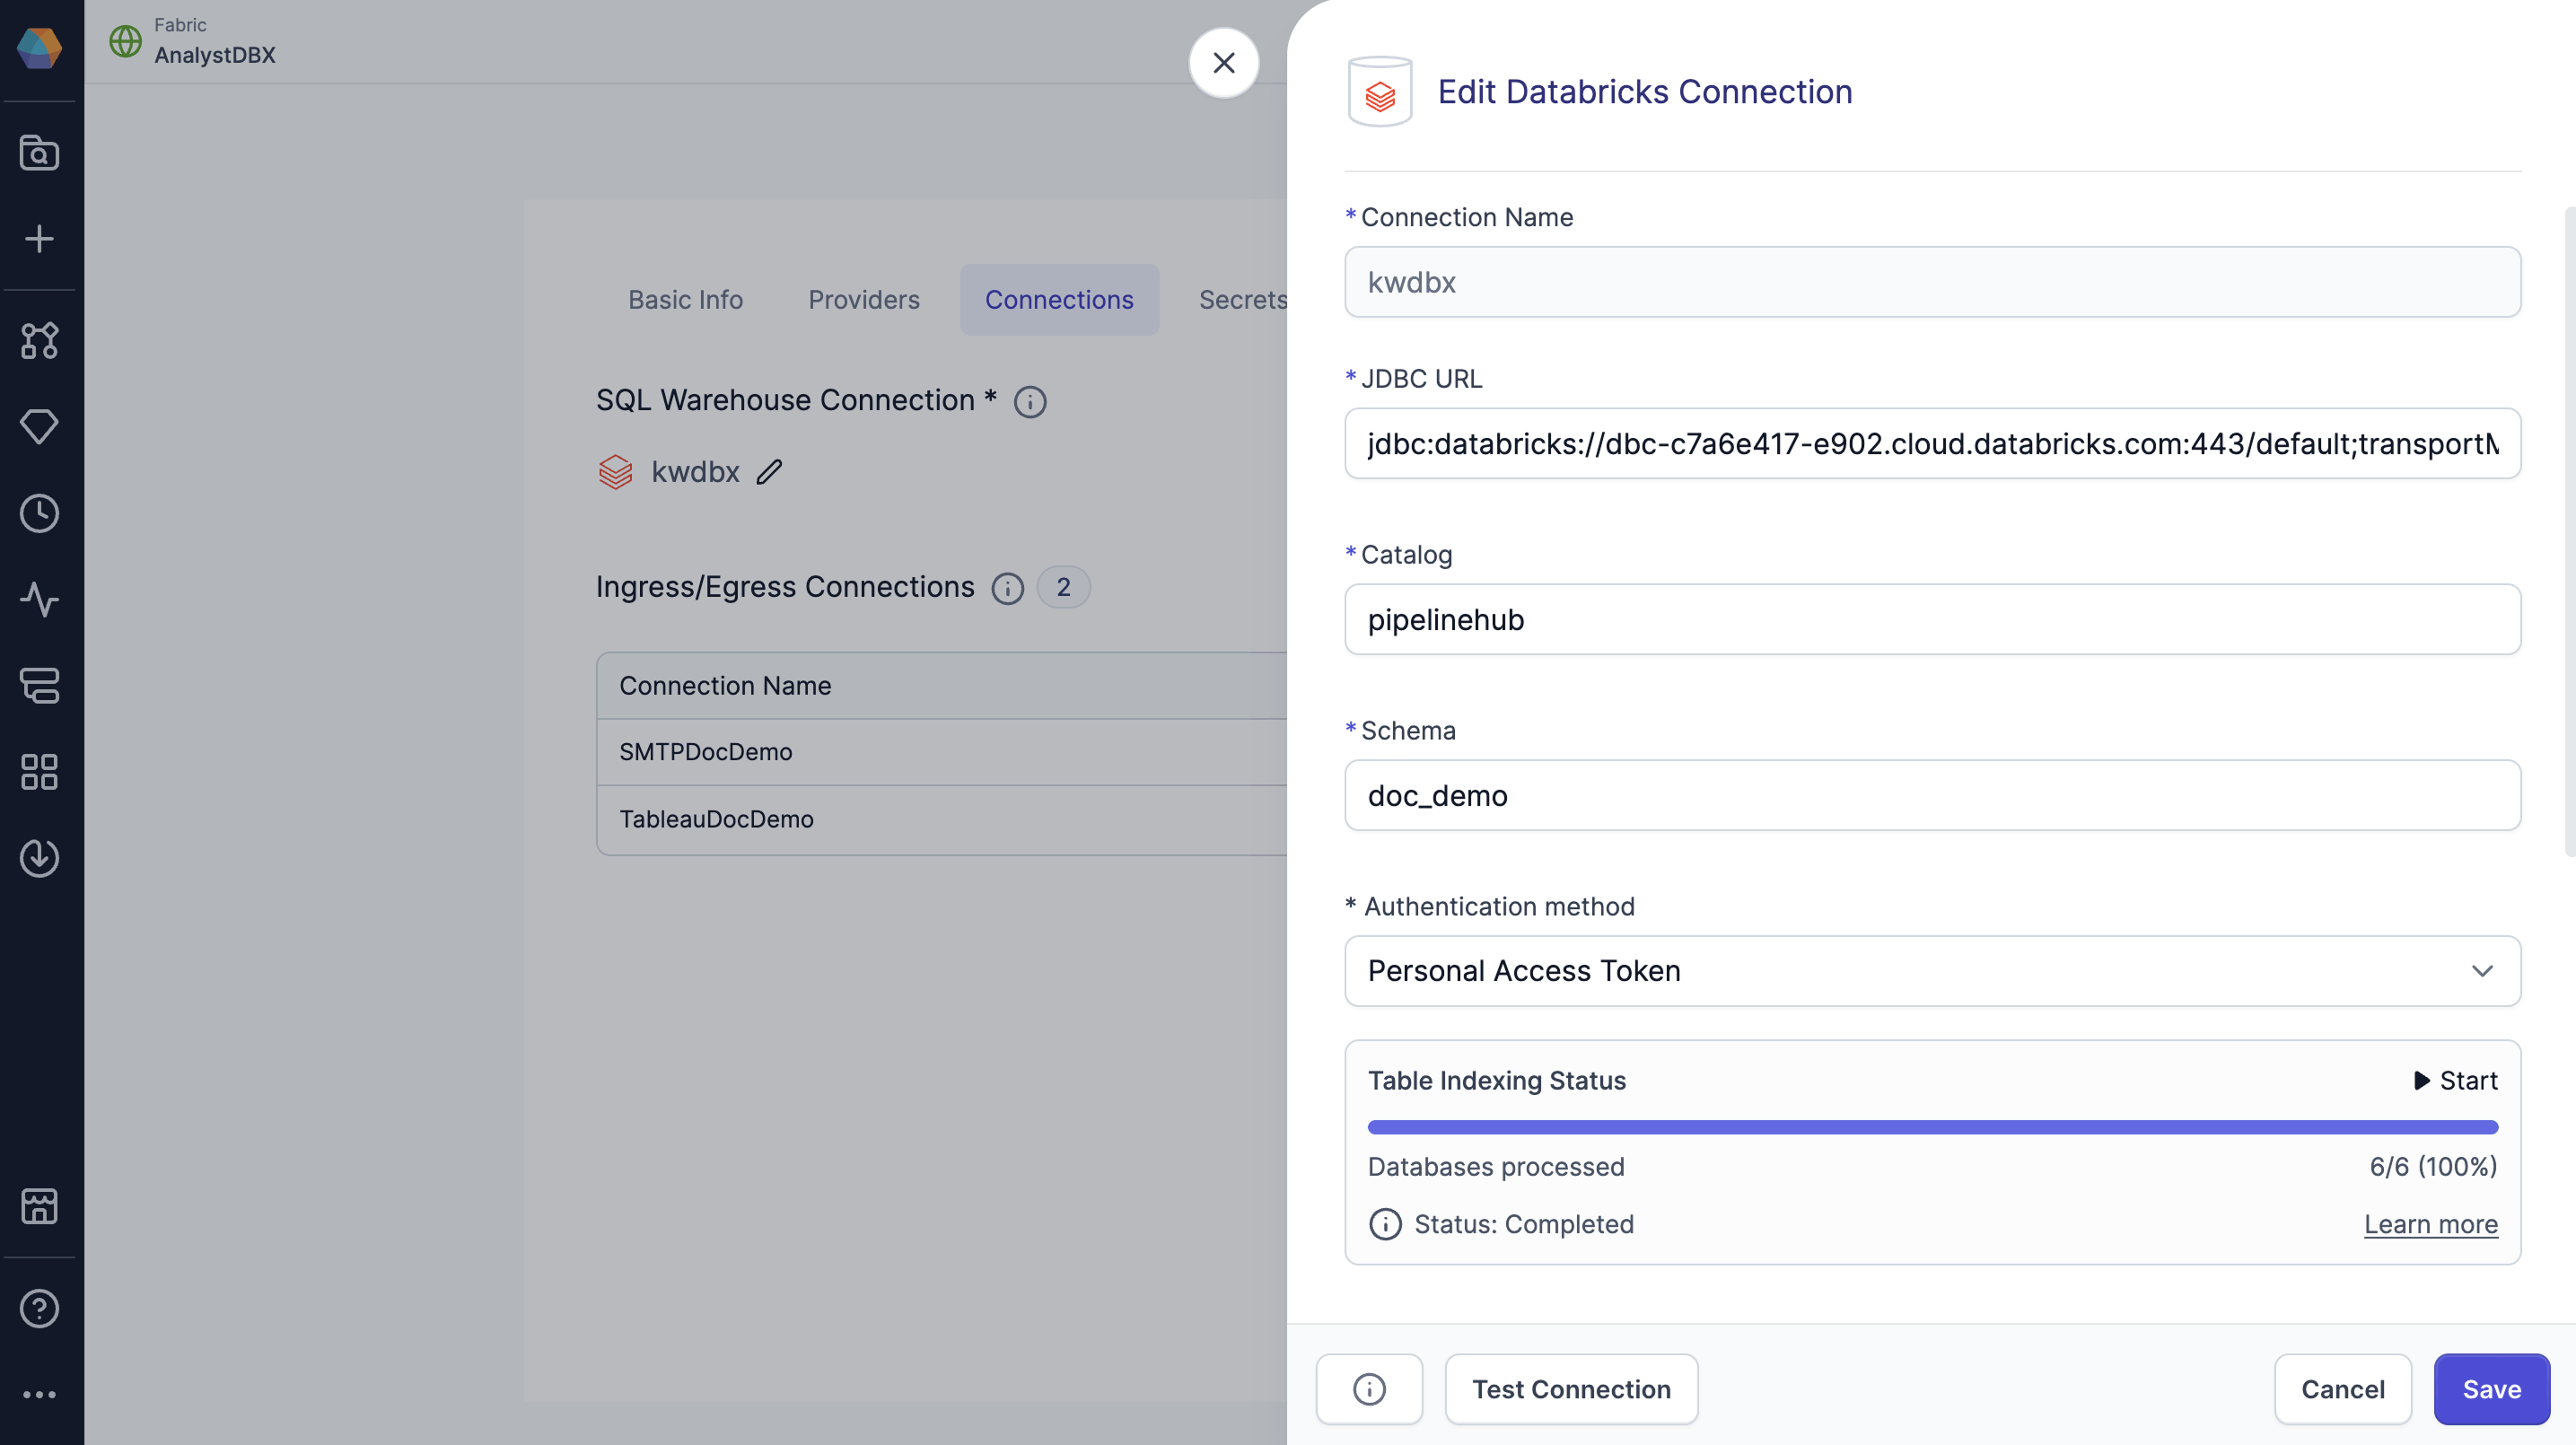 Fabric
AnalystDBX
Basic Info
Providers
Connections
Secrets
SQL Warehouse Connection *
kwdbx
Ingress/Egress Connections
2
Connection Name
SMTPDocDemo
TableauDocDemo
Edit Databricks Connection
* Connection Name
kwdbx
* JDBC URL
jdbc:databricks://dbc-c7a6e417-e902.cloud.databricks.com:443/default;transportM
* Catalog
pipelinehub
* Schema
doc_demo
* Authentication method
Personal Access Token
Table Indexing Status
Start
Databases processed
6/6 (100%)
Status: Completed
Learn more
Test Connection
Cancel
Save